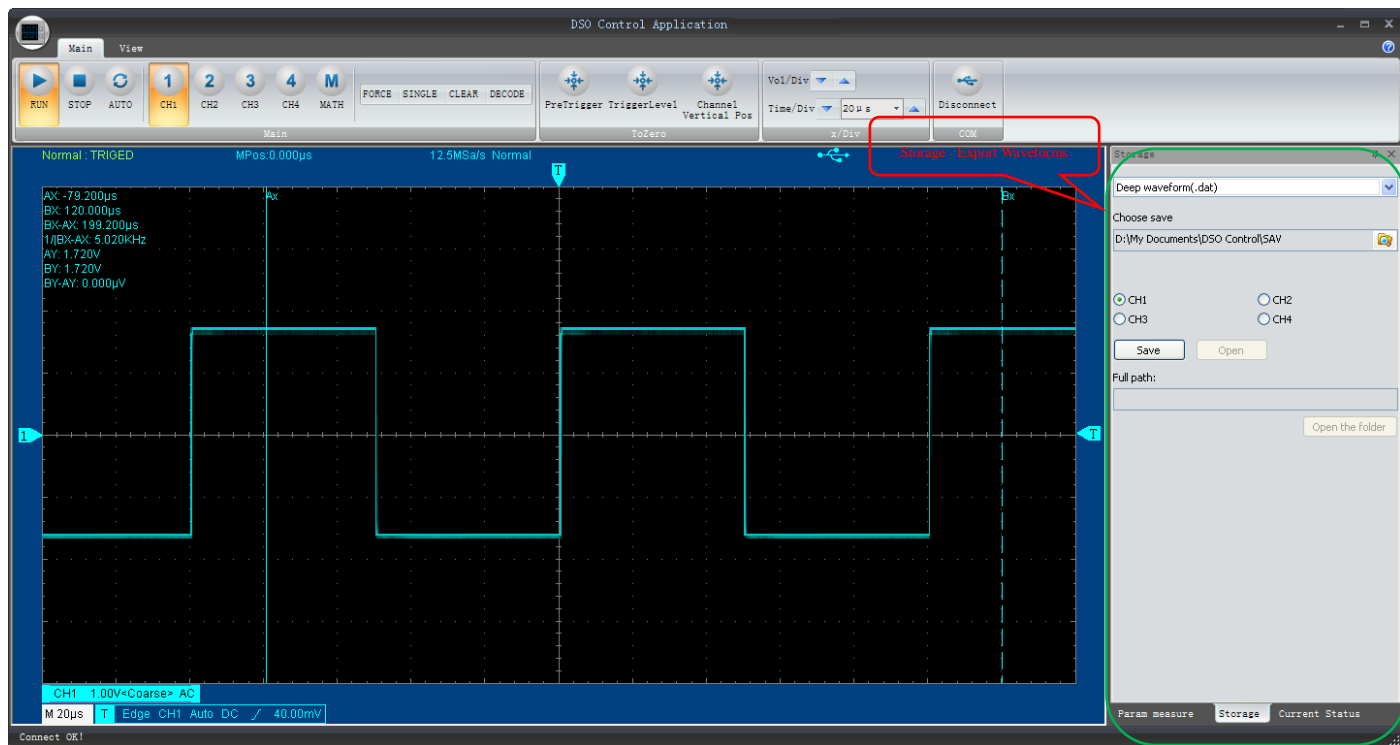 DSO Control Application
Main View
RUN STOP AUTO 1 CH1 2 CH2 3 CH3 4 CH4 M MATH FORCE SINGLE CLEAR DECODE
Main
PreTrigger TriggerLevel Channel Vertical Pos
ToZero
Vol/Div
Time/Div 20μs
x/Div
Disconnect
COM
Normal : TRIGED MPos:0.000μs 12.5MSa/s Normal
Storage - Export Waveforms
T
AX: -79.200μs
BX: 120.000μs
BX-AX: 199.200μs
1/|BX-AX: 5.020KHz
AY: 1.720V
BY: 1.720V
BY-AY: 0.000μV
Ax
Bx
1
T
CH1 1.00V<Coarse> AC
M 20μs T Edge CH1 Auto DC 40.00mV
Storage
Deep waveform(.dat)
Choose save
D:\My Documents\DSO Control\SAV
CH1 CH2
CH3 CH4
Save Open
Full path:
Open the folder
Param measure Storage Current Status
Connect OK!